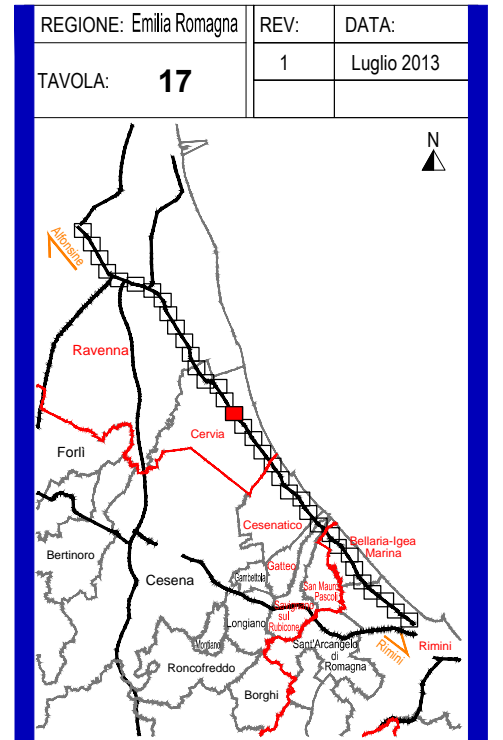 REGIONE: Emilia Romagna
REV:
DATA:
TAVOLA: 17
1
Luglio 2013
N
Alfonsine
Ravenna
Cervia
Forlì
Cesenatico
Bellaria-Igea
Marina
Bertinoro
Gatteo
Cesena
Gambettola
San Mauro
Pascoli
Savignano
sul
Rubicone
Longiano
Montiano
Sant'Arcangelo
di
Romagna
Rimini
Rimini
Roncofreddo
Borghi